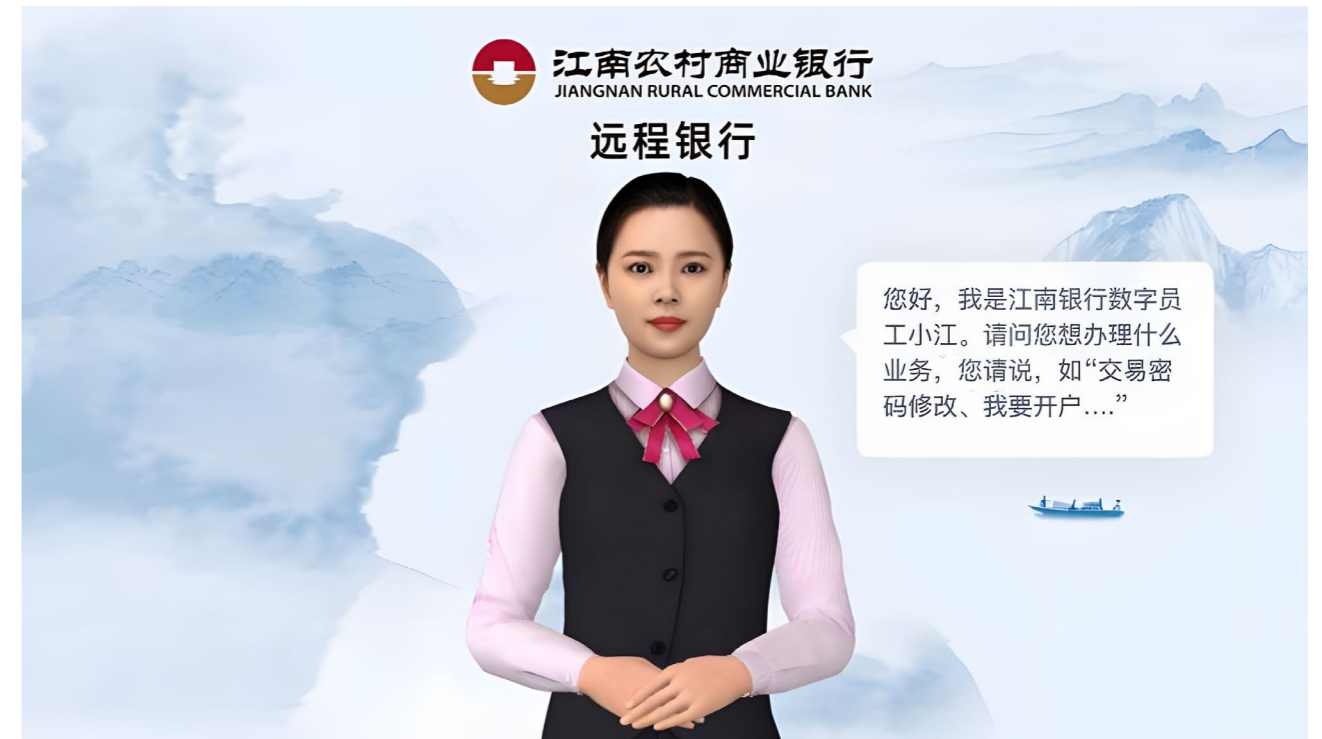 江南农村商业银行
JIANGNAN RURAL COMMERCIAL BANK
远程银行
您好，我是江南银行数字员
工小江。请问您想办理什么
业务，您请说，如“交易密
码修改、我要开户....”